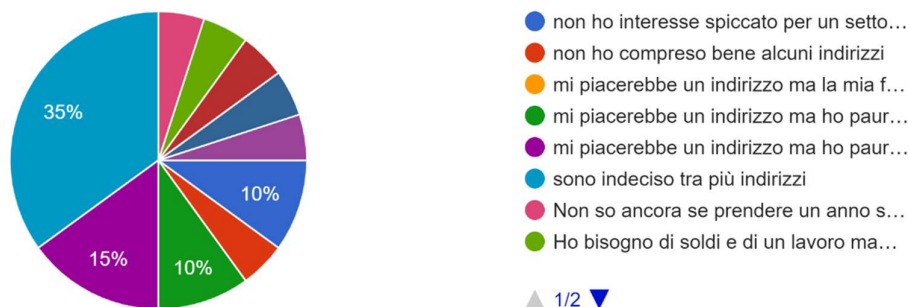 35%
15%
10%
10%
non ho interesse spiccato per un setto...
non ho compreso bene alcuni indirizzi
mi piacerebbe un indirizzo ma la mia f...
mi piacerebbe un indirizzo ma ho paur...
mi piacerebbe un indirizzo ma ho paur...
sono indeciso tra più indirizzi
Non so ancora se prendere un anno s...
Ho bisogno di soldi e di un lavoro ma...
1/2